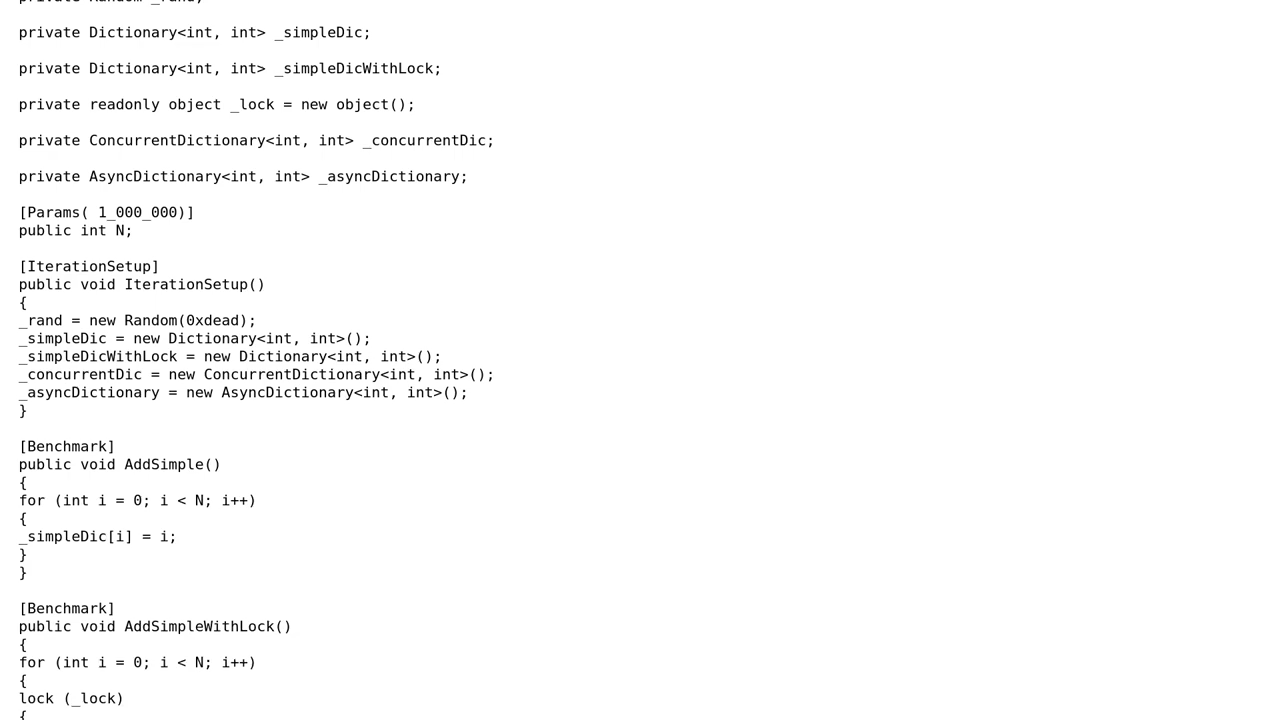 private Random _rand;
private Dictionary<int, int> _simpleDic;
private Dictionary<int, int> _simpleDicWithLock;
private readonly object _lock = new object();
private ConcurrentDictionary<int, int> _concurrentDic;
private AsyncDictionary<int, int> _asyncDictionary;
[Params( 1_000_000)]
public int N;
[IterationSetup]
public void IterationSetup()
{
_rand = new Random(0xdead);
_simpleDic = new Dictionary<int, int>();
_simpleDicWithLock = new Dictionary<int, int>();
_concurrentDic = new ConcurrentDictionary<int, int>();
_asyncDictionary = new AsyncDictionary<int, int>();
}
[Benchmark]
public void AddSimple()
{
for (int i = 0; i < N; i++)
{
_simpleDic[i] = i;
}
}
[Benchmark]
public void AddSimpleWithLock()
{
for (int i = 0; i < N; i++)
{
lock (_lock)
{